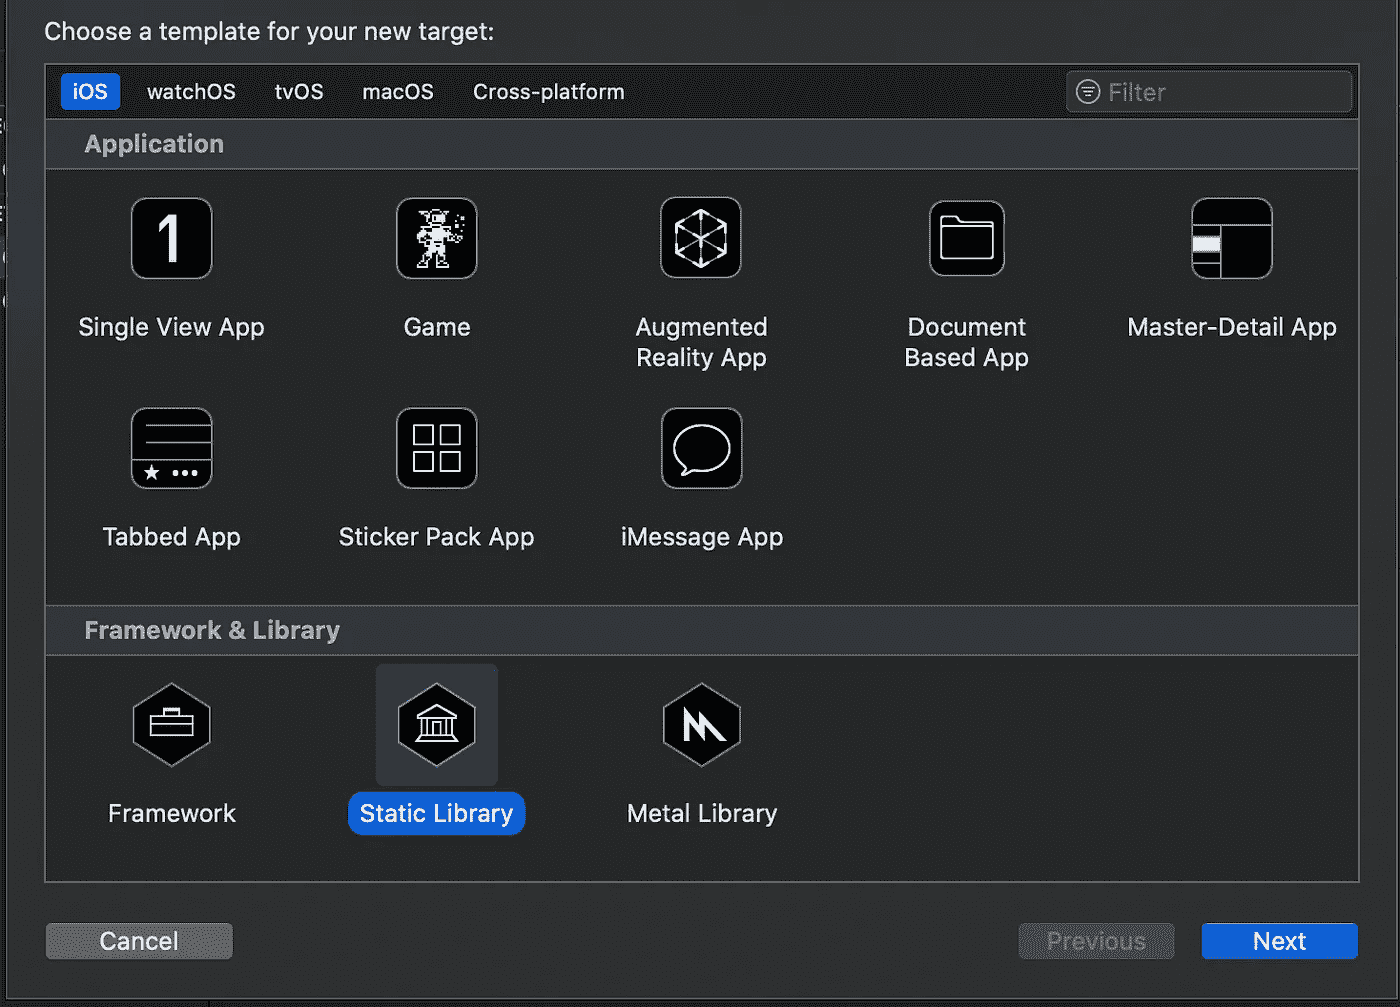 Choose a template for your new target:
iOS watchOS tvOS macOS Cross-platform Filter
Application
1
Single View App Game Augmented Reality App Document Based App Master-Detail App
Tabbed App Sticker Pack App iMessage App
Framework & Library
Framework Static Library Metal Library
Cancel Previous Next